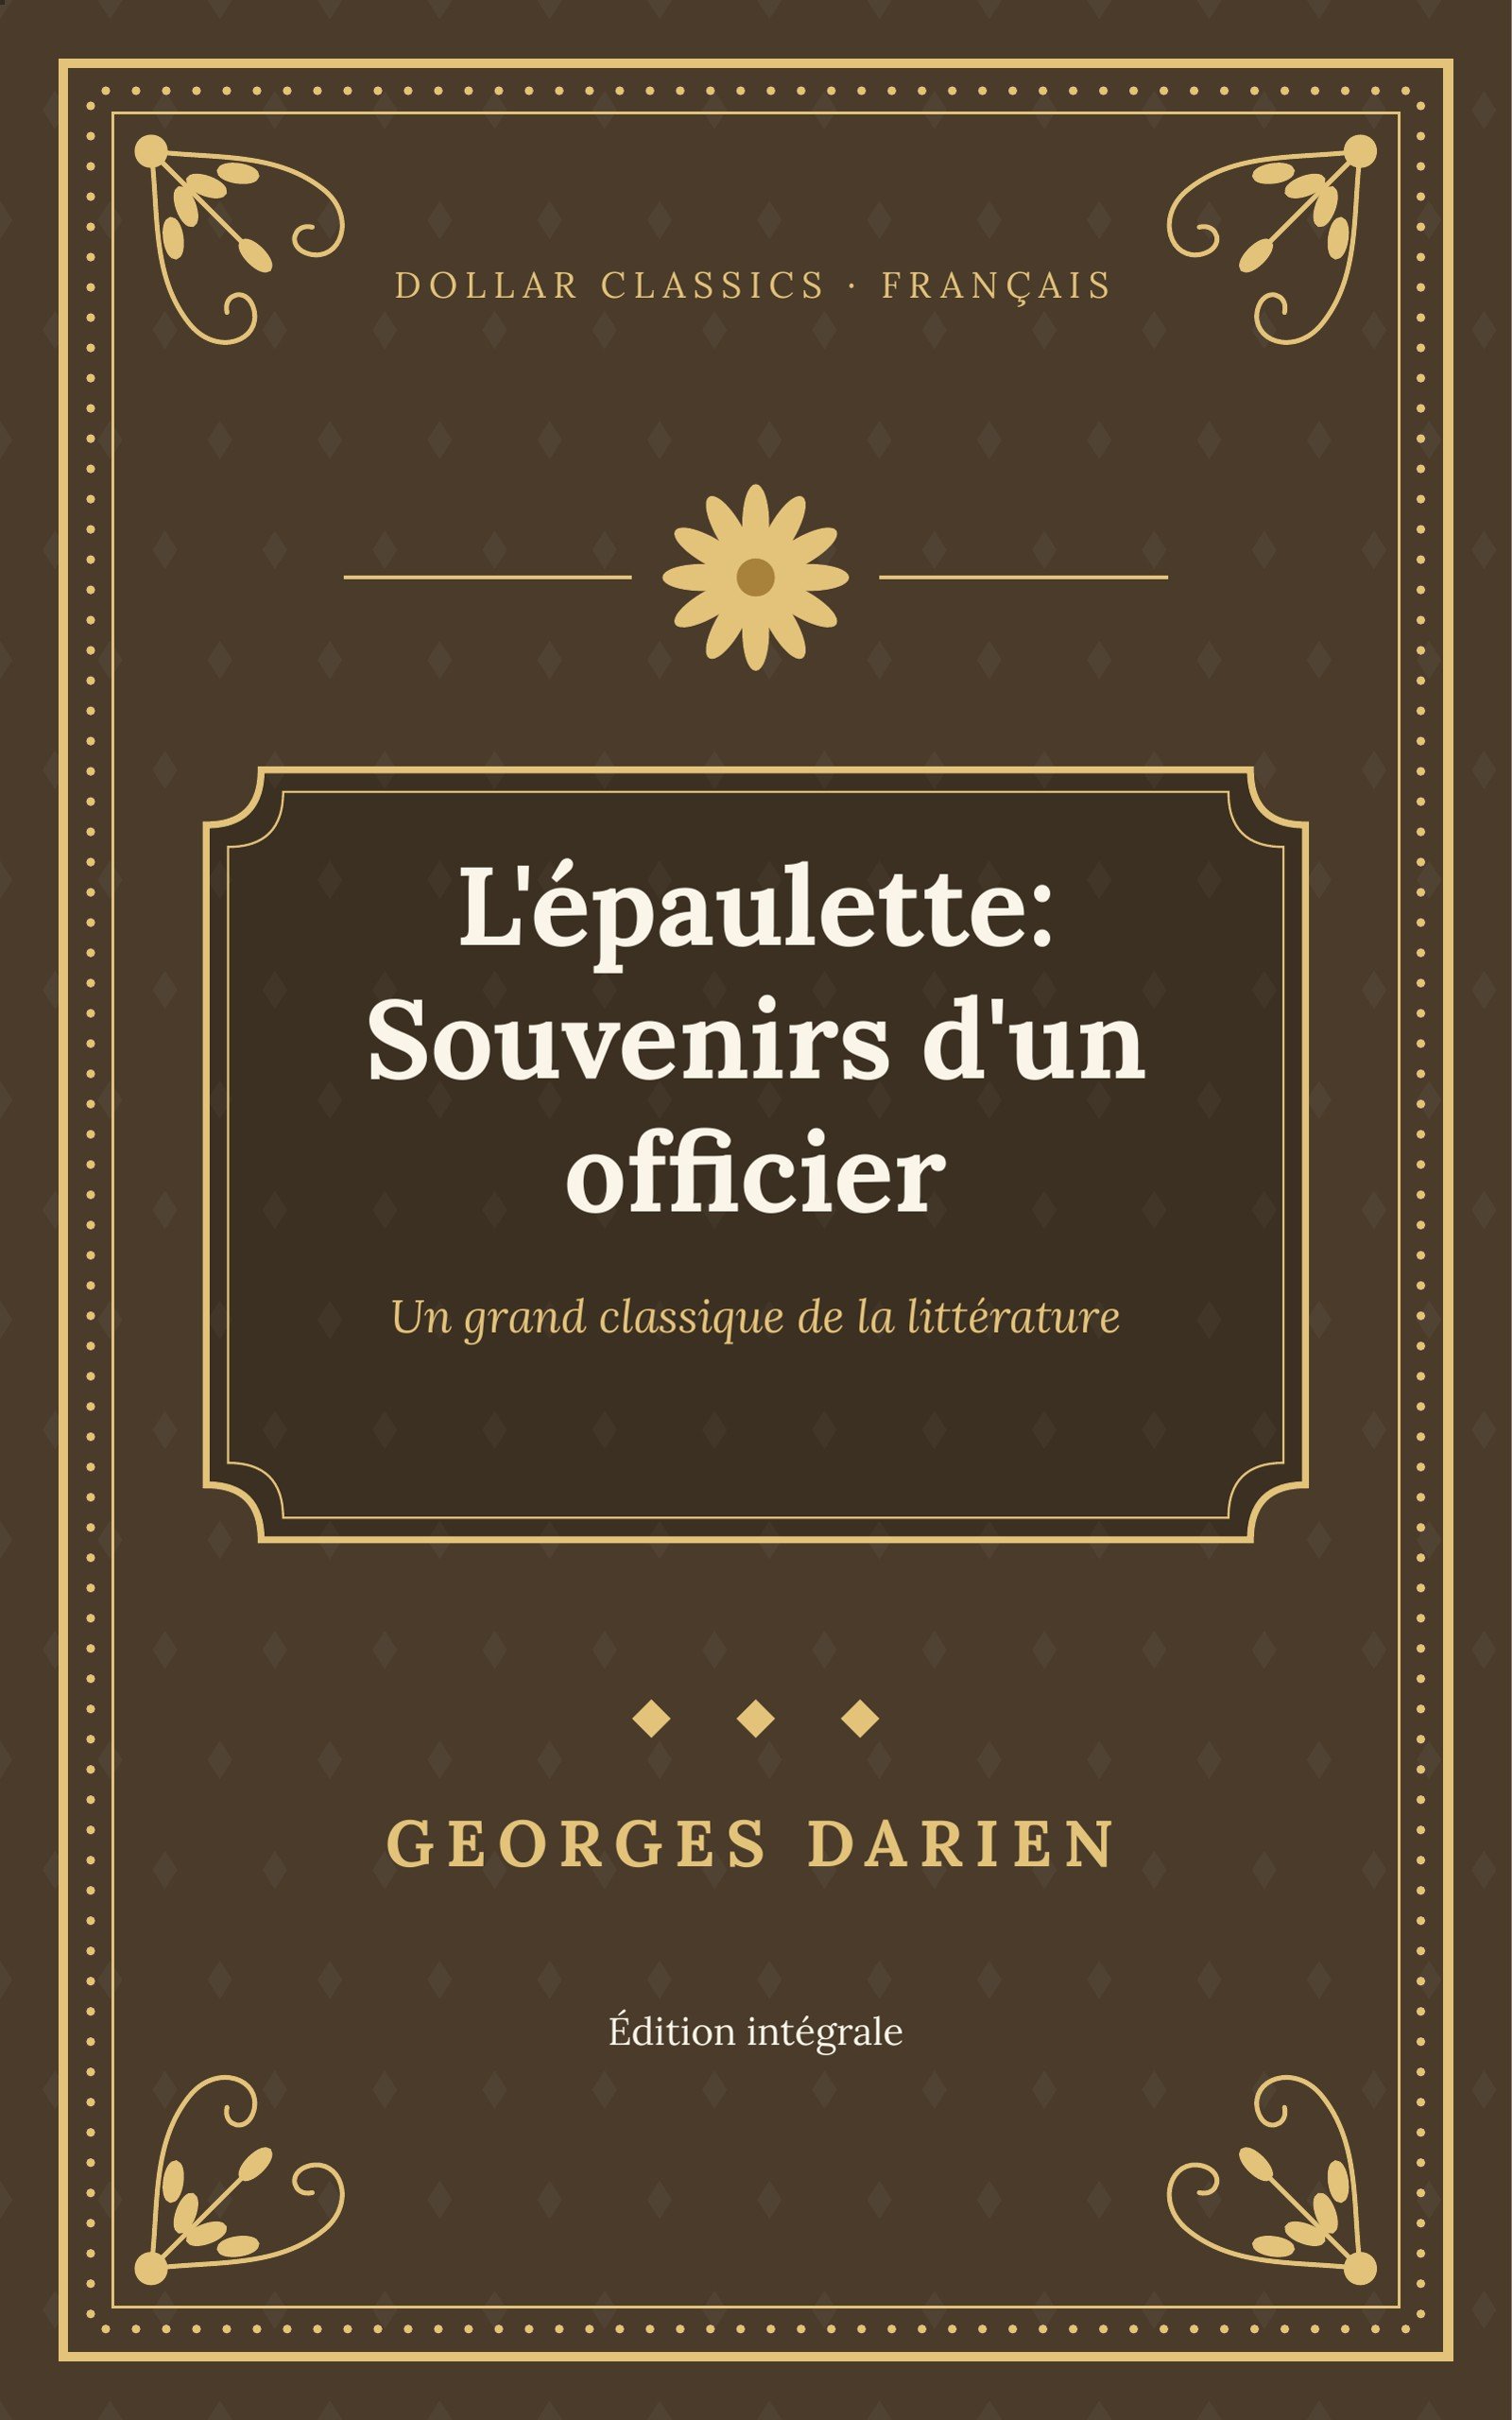 DOLLAR CLASSICS · FRANÇAIS
L'épaulette:
Souvenirs d'un
officier
Un grand classique de la littérature
GEORGES DARIEN
Édition intégrale